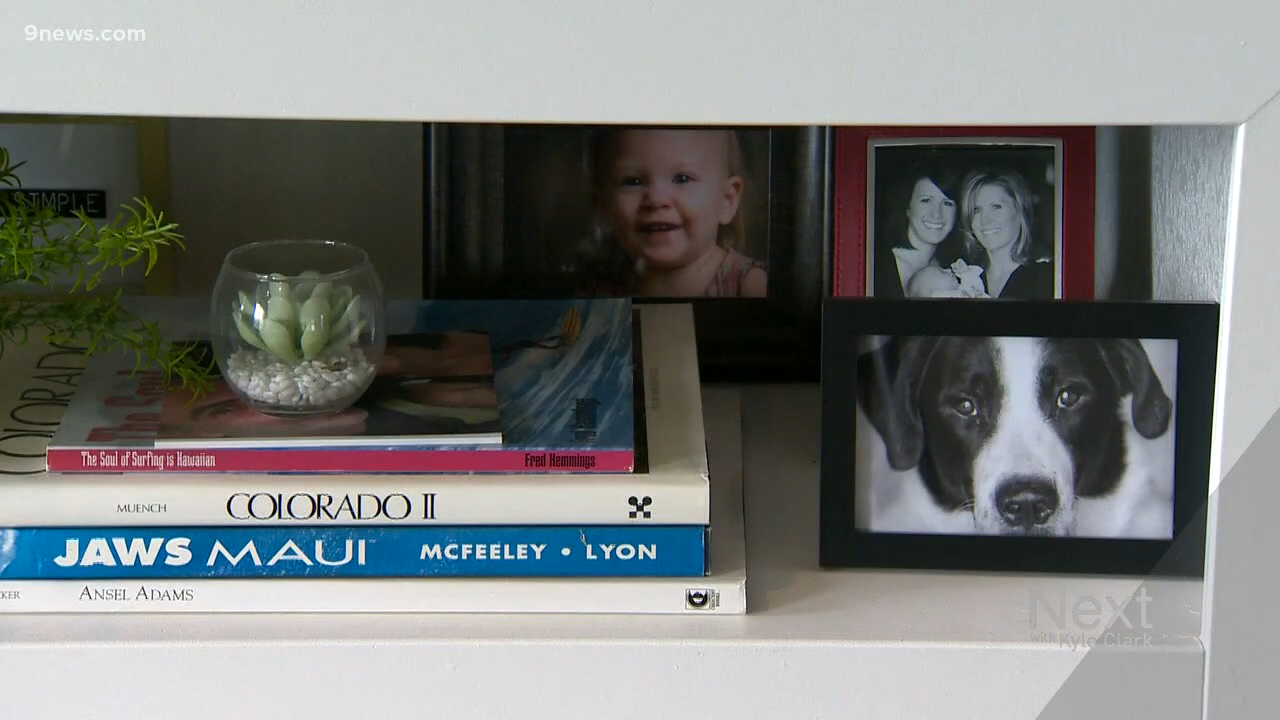 9news.com
SIMPLE
COLORADO
The Soul of Surfing is Hawaiian Fred Hemmings
MUENCH COLORADO II
JAWS MAUI MCFEELEY • LYON
ANSEL ADAMS
Next
with Kyle Clark